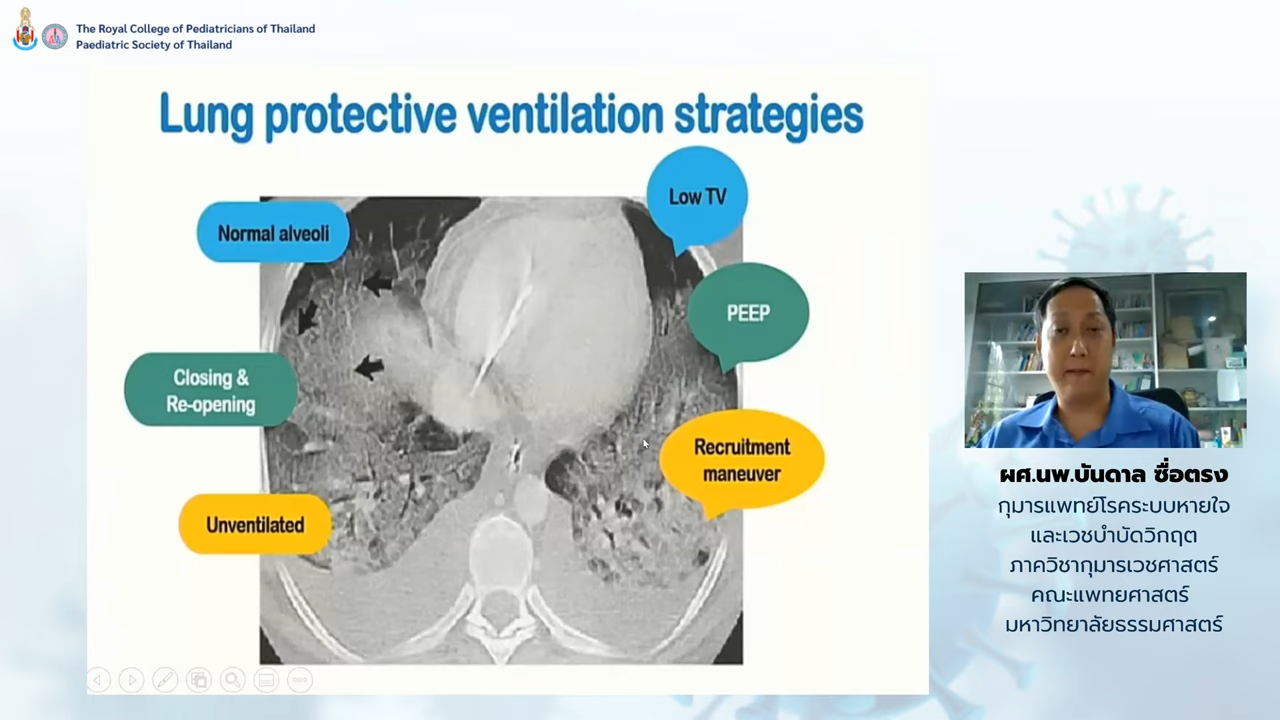 The Royal College of Pediatricians of Thailand
Paediatric Society of Thailand
Lung protective ventilation strategies
Normal alveoli
Low TV
PEEP
Closing &
Re-opening
Recruitment
maneuver
Unventilated
ผศ.นพ.บันดาล ซื่อตรง
กุมารแพทย์โรคระบบหายใจ
และเวชบำบัดวิกฤต
ภาควิชากุมารเวชศาสตร์
คณะแพทยศาสตร์
มหาวิทยาลัยธรรมศาสตร์